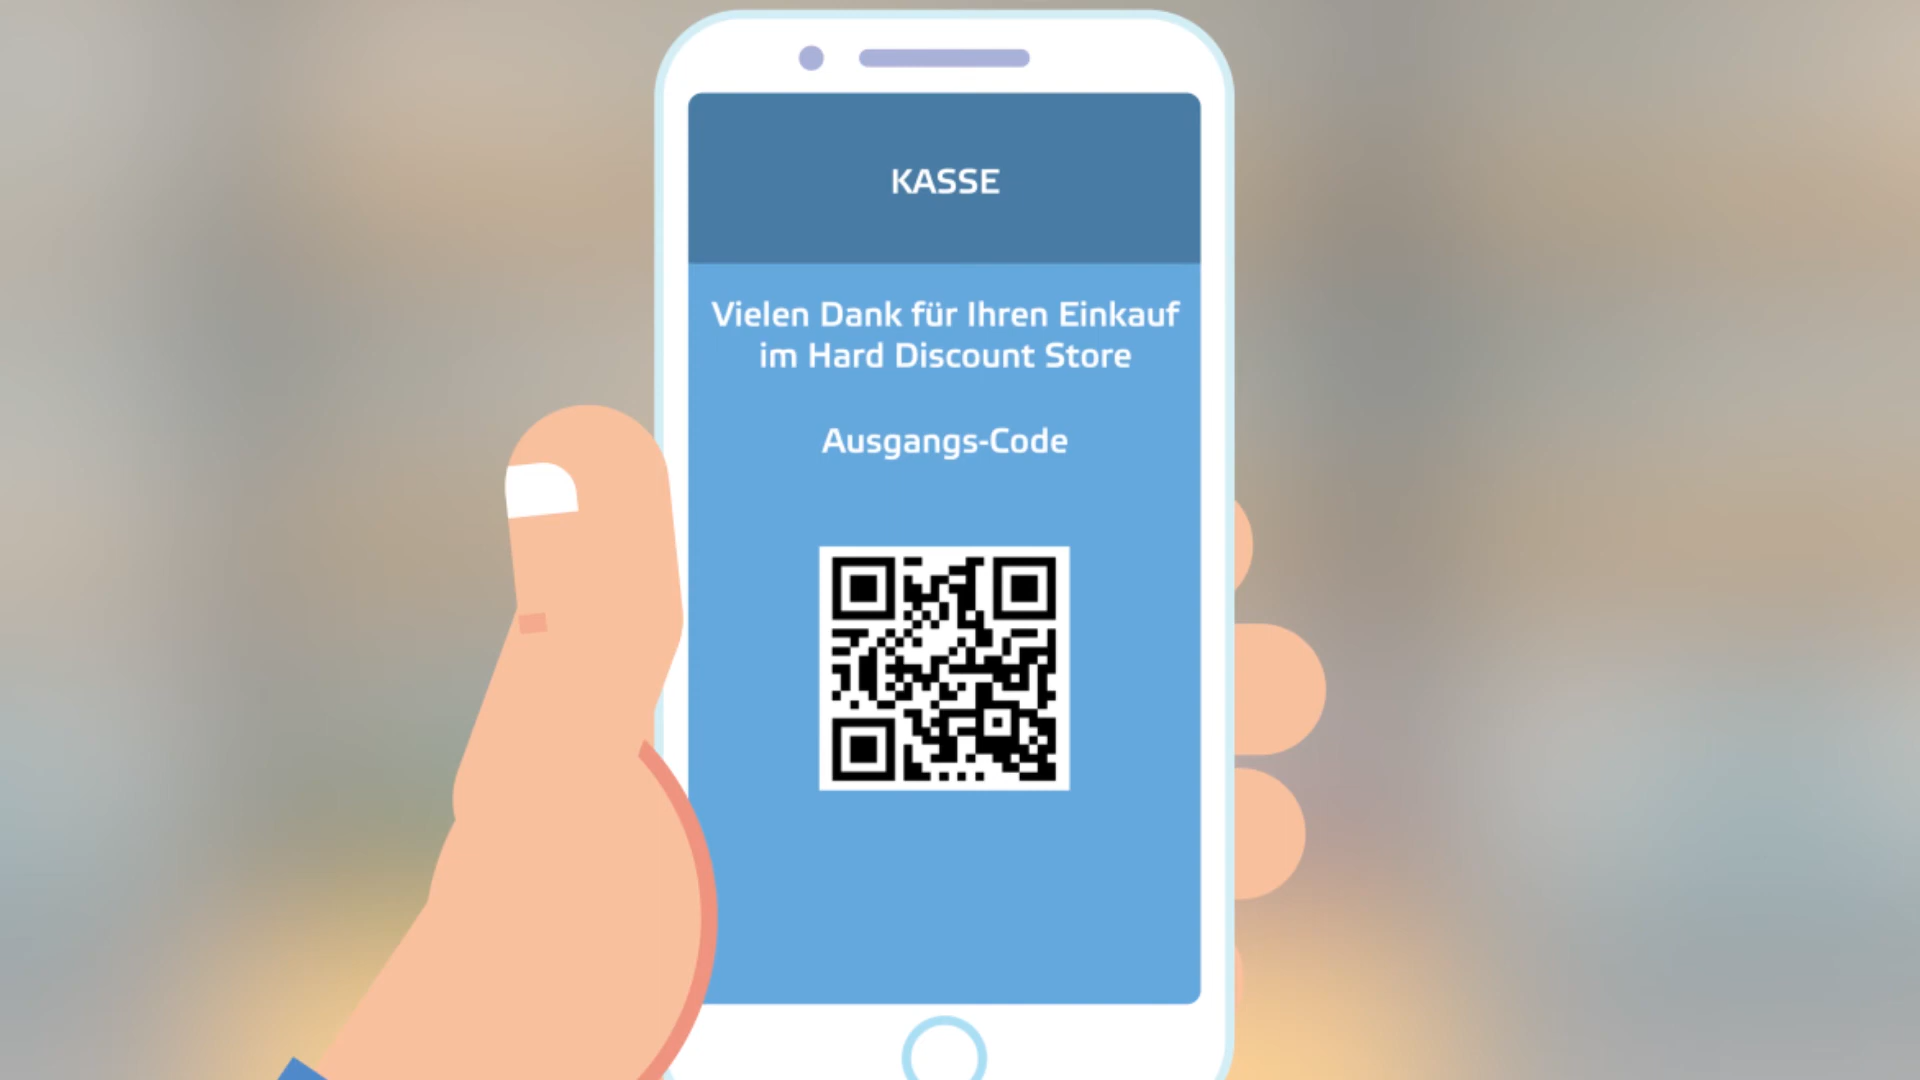 KASSE
Vielen Dank für Ihren Einkauf
im Hard Discount Store
Ausgangs-Code